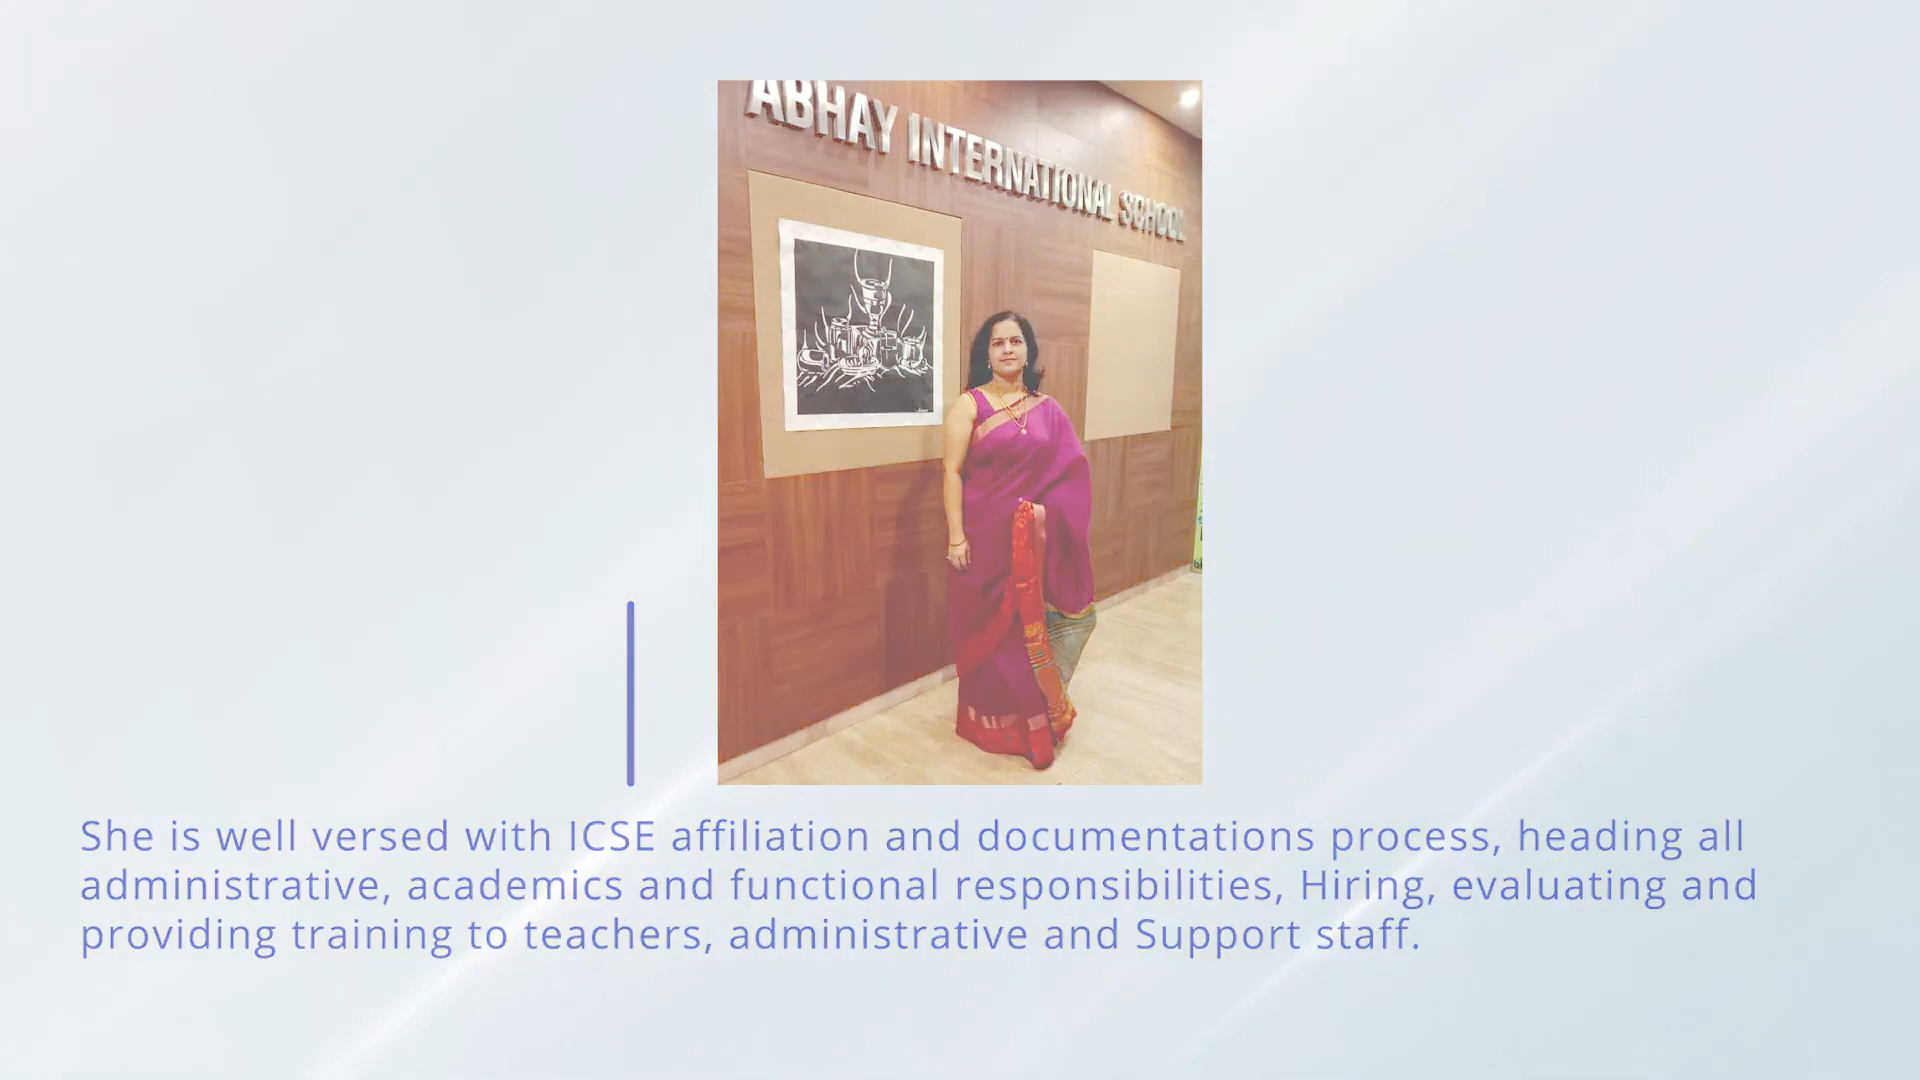 ABHAY INTERNATIONAL SCHOOL
She is well versed with ICSE affiliation and documentations process, heading all
administrative, academics and functional responsibilities, Hiring, evaluating and
providing training to teachers, administrative and Support staff.